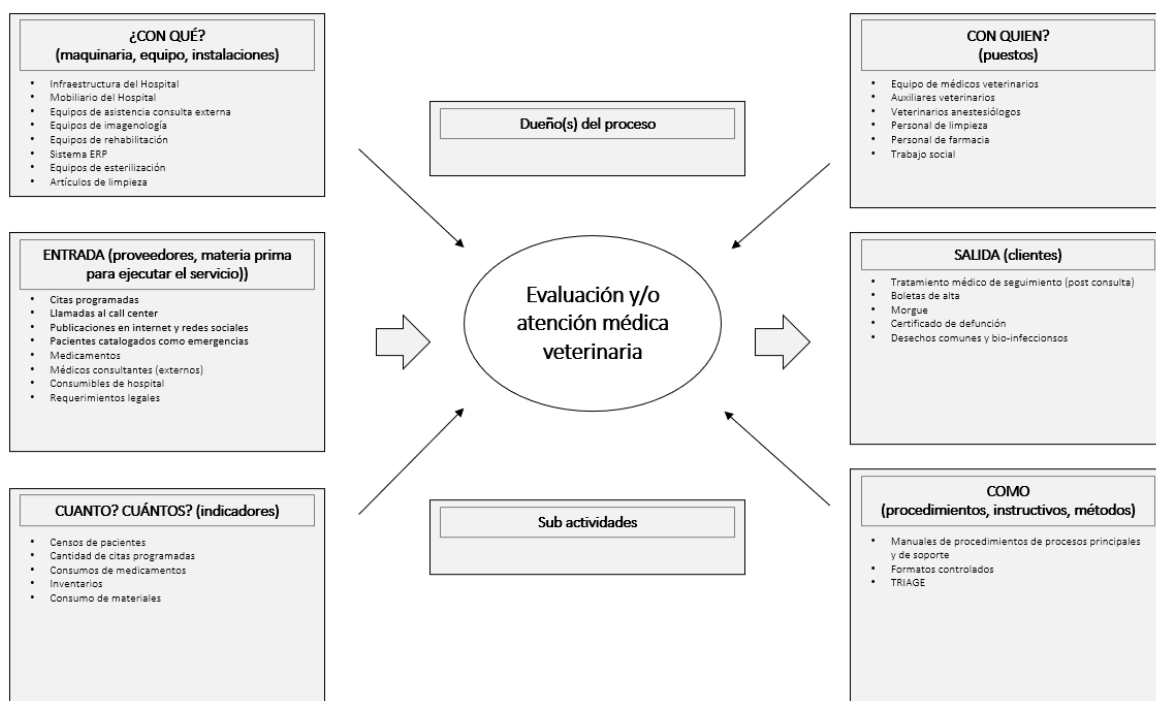 ¿CON QUÉ?
(maquinaria, equipo, instalaciones)
• Infraestructura del Hospital
• Mobiliario del Hospital
• Equipos de asistencia consulta externa
• Equipos de imagenología
• Equipos de rehabilitación
• Sistema ERP
• Equipos de esterilización
• Artículos de limpieza
Dueño(s) del proceso
CON QUIEN?
(puestos)
• Equipo de médicos veterinarios
• Auxiliares veterinarios
• Veterinarios anestesiólogos
• Personal de limpieza
• Personal de farmacia
• Trabajo social
ENTRADA (proveedores, materia prima
para ejecutar el servicio))
• Citas programadas
• Llamadas al call center
• Publicaciones en internet y redes sociales
• Pacientes catalogados como emergencias
• Medicamentos
• Médicos consultantes (externos)
• Consumibles de hospital
• Requerimientos legales
Evaluación y/o
atención médica
veterinaria
SALIDA (clientes)
• Tratamiento médico de seguimiento (post consulta)
• Boletas de alta
• Morgue
• Certificado de defunción
• Desechos comunes y bio-infeccionsos
CUANTO? CUÁNTOS? (indicadores)
• Censos de pacientes
• Cantidad de citas programadas
• Consumos de medicamentos
• Inventarios
• Consumo de materiales
Sub actividades
COMO
(procedimientos, instructivos, métodos)
• Manuales de procedimientos de procesos principales
y de soporte
• Formatos controlados
• TRIAGE